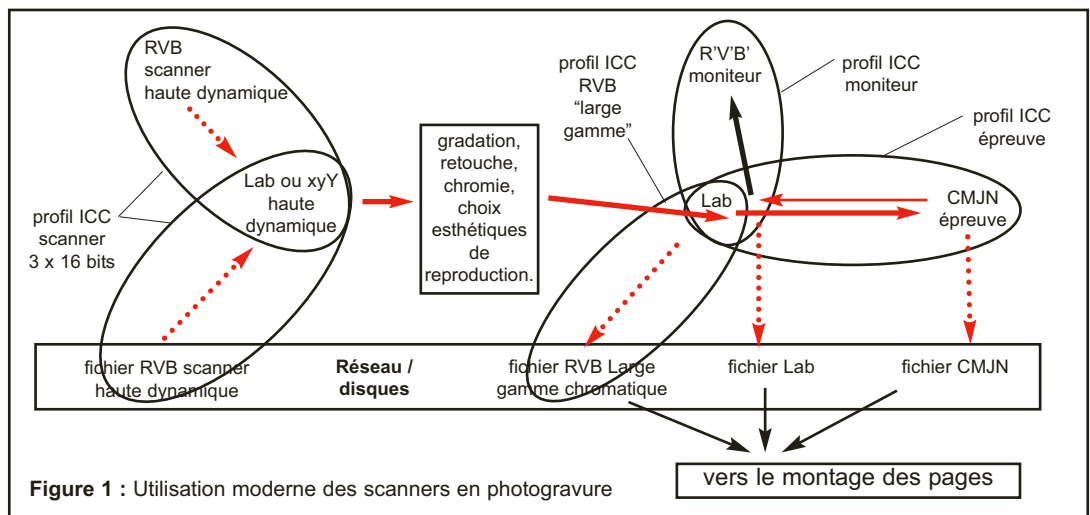 RVB
scanner
haute dynamique
Lab ou xyY
haute
dynamique
profil ICC
scanner
3 x 16 bits
gradation,
retouche,
chromie,
choix
esthétiques
de
reproduction.
profil ICC
RVB
“large
gamme”
R'V'B'
moniteur
profil ICC
moniteur
profil ICC
épreuve
Lab
CMJN
épreuve
fichier RVB scanner
haute dynamique
Réseau /
disques
fichier RVB Large
gamme chromatique
fichier Lab
fichier CMJN
vers le montage des pages
Figure 1 : Utilisation moderne des scanners en photogravure